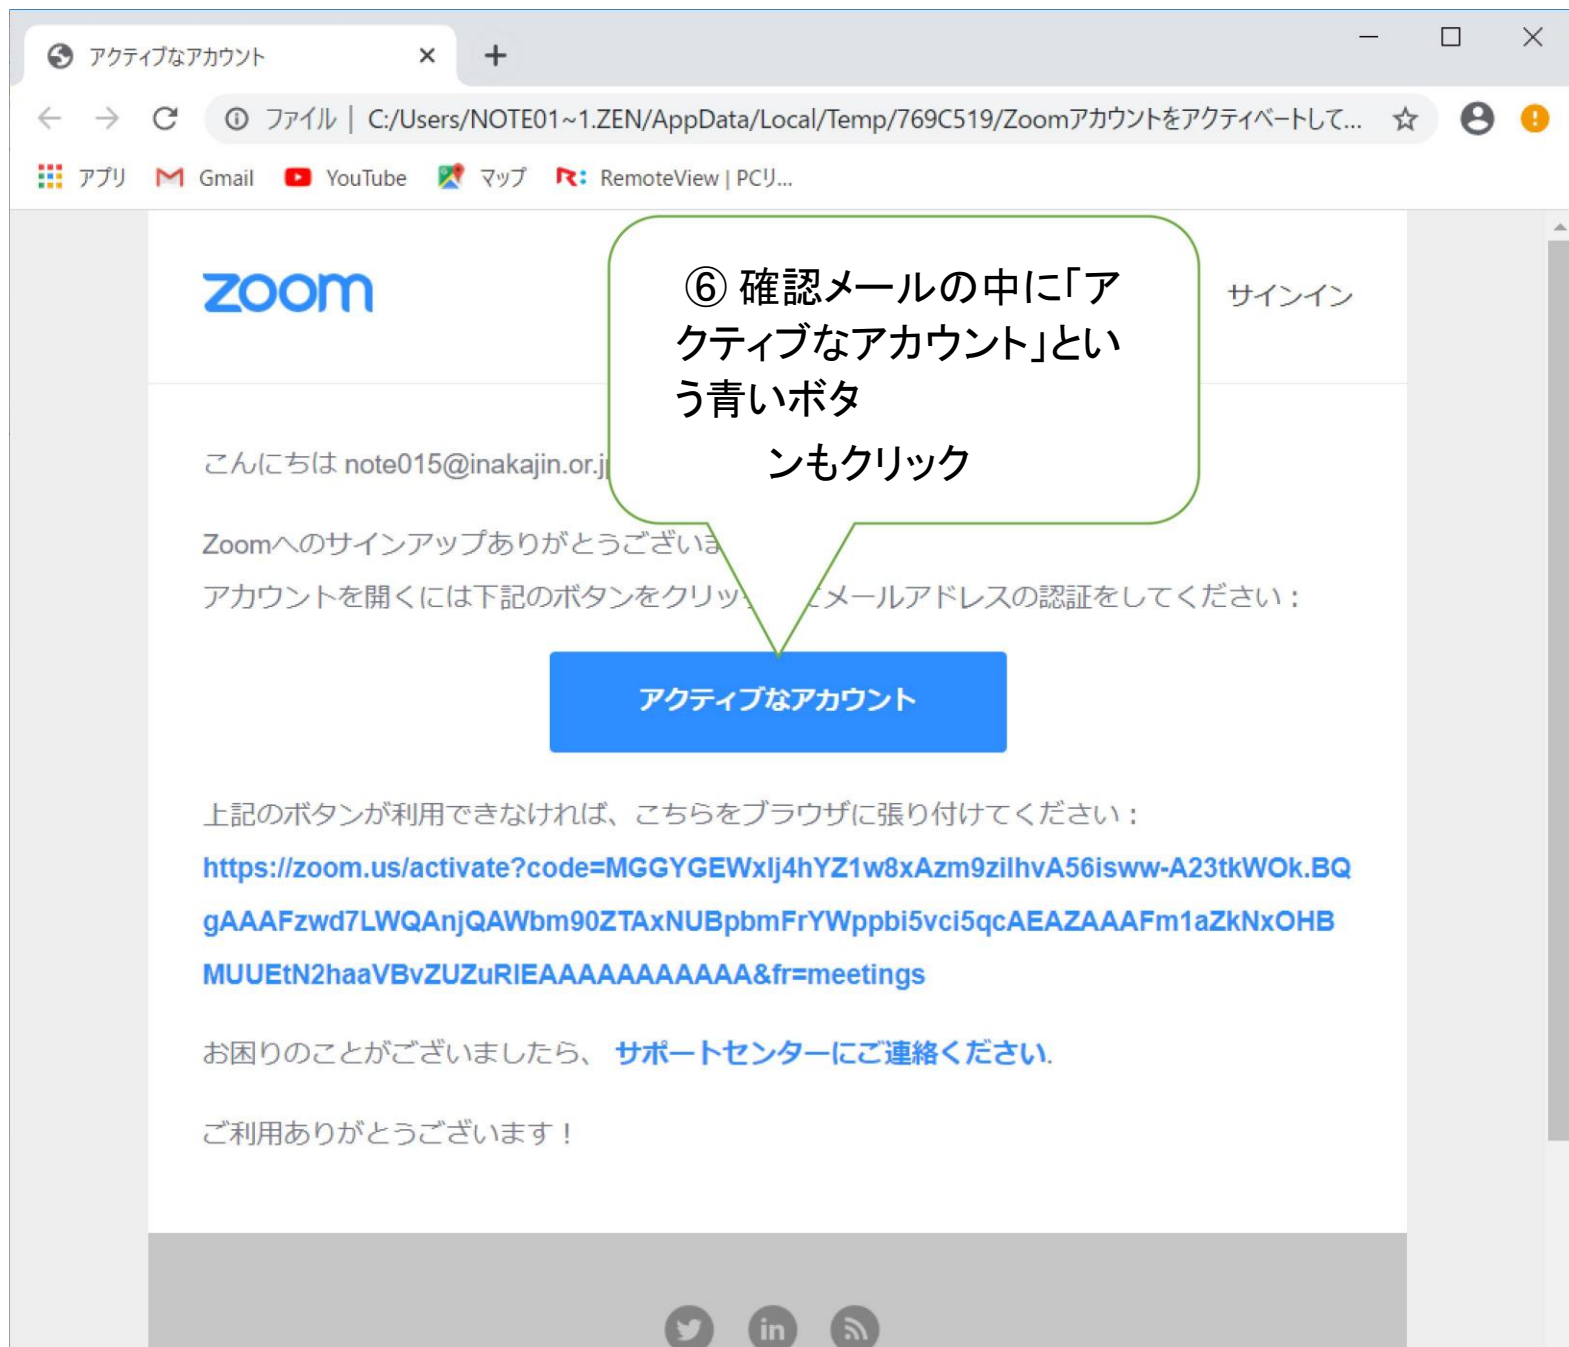 アクティブなアカウント
ファイル | C:/Users/NOTE01~1.ZEN/AppData/Local/Temp/769C519/Zoomアカウントをアクティベートして...
アプリ Gmail YouTube マップ RemoteView | PCリ...
zoom
サインイン
⑥ 確認メールの中に「ア
クティブなアカウント」とい
う青いボタ
ンもクリック
こんにちは note015@inakajin.or.jp
Zoomへのサインアップありがとうございま
アカウントを開くには下記のボタンをクリッ てメールアドレスの認証をしてください：
アクティブなアカウント
上記のボタンが利用できなければ、こちらをブラウザに張り付けてください：
https://zoom.us/activate?code=MGGYGEWxlj4hYZ1w8xAzm9zilhvA56isww-A23tkWOk.BQ
gAAAFzwd7LWQAnjQAWbm90ZTAxNUBpbmFrYWppbi5vci5qcAEAZAAAFm1aZkNxOHB
MUUEtN2haaVBvZUZuRlEAAAAAAAAAAA&fr=meetings
お困りのことがございましたら、 サポートセンターにご連絡ください.
ご利用ありがとうございます！
in